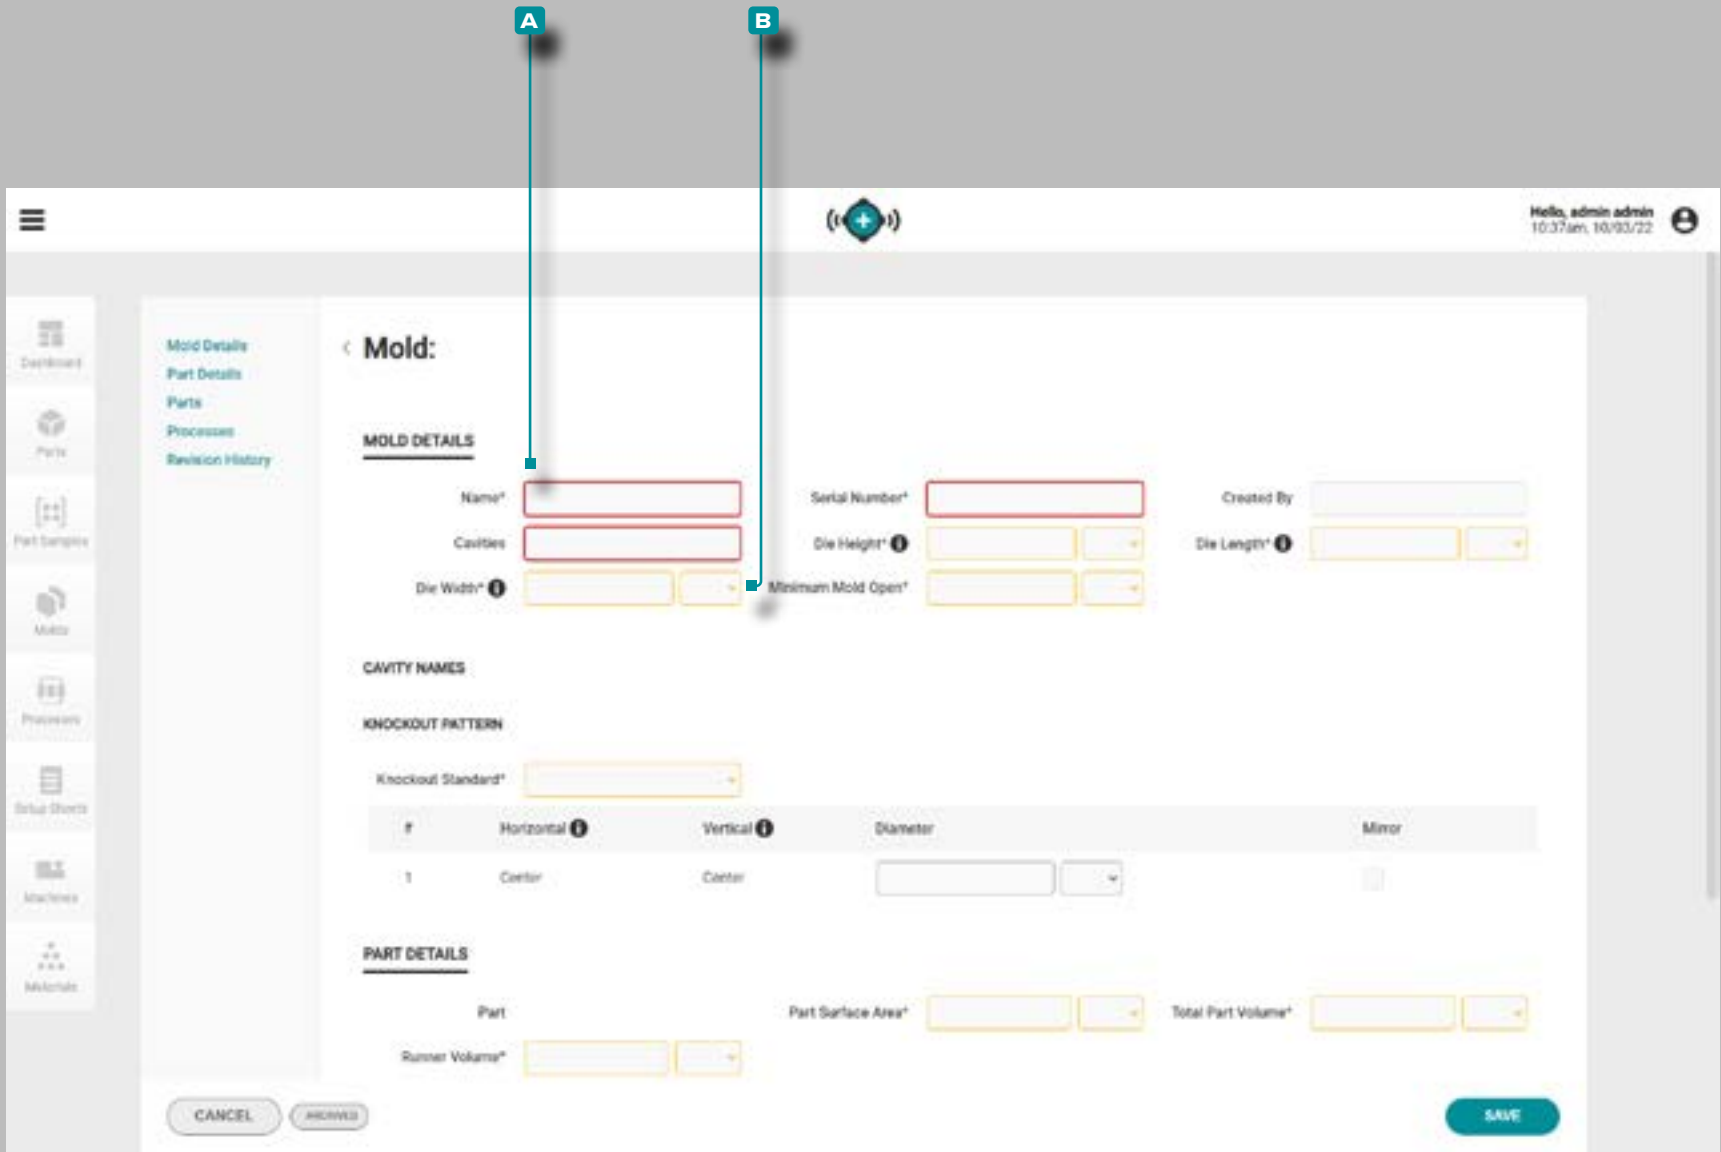 A B
Hello, admin admin
10:37am, 10/03/22
Dashboard
Parts
Part Samples
Molds
Processes
Setup Sheets
Machines
Materials
Mold Details
Part Details
Parts
Processes
Revision History
< Mold:
MOLD DETAILS
Name* Serial Number* Created By
Cavities Die Height* Die Length*
Die Width* Minimum Mold Open*
CAVITY NAMES
KNOCKOUT PATTERN
Knockout Standard*
# Horizontal Vertical Diameter Mirror
1 Center Center
PART DETAILS
Part Part Surface Area* Total Part Volume*
Runner Volume*
CANCEL ARCHIVED SAVE